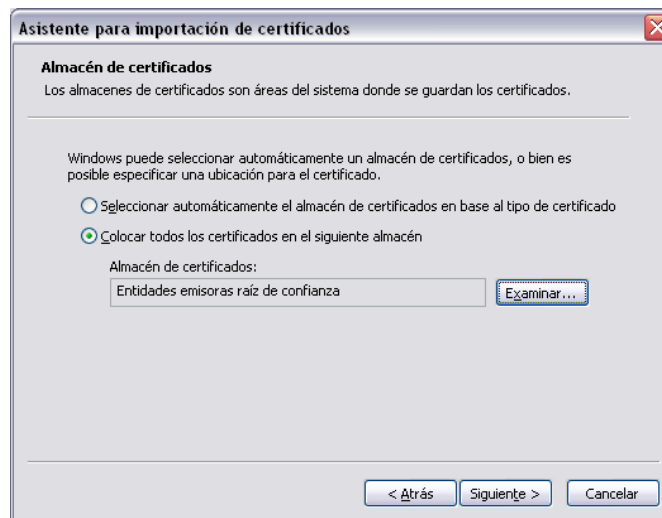 Asistente para importación de certificados
Almacén de certificados
Los almacenes de certificados son áreas del sistema donde se guardan los certificados.
Windows puede seleccionar automáticamente un almacén de certificados, o bien es
posible especificar una ubicación para el certificado.
Seleccionar automáticamente el almacén de certificados en base al tipo de certificado
Colocar todos los certificados en el siguiente almacén
Almacén de certificados:
Entidades emisoras raíz de confianza
Examinar...
< Atrás
Siguiente >
Cancelar